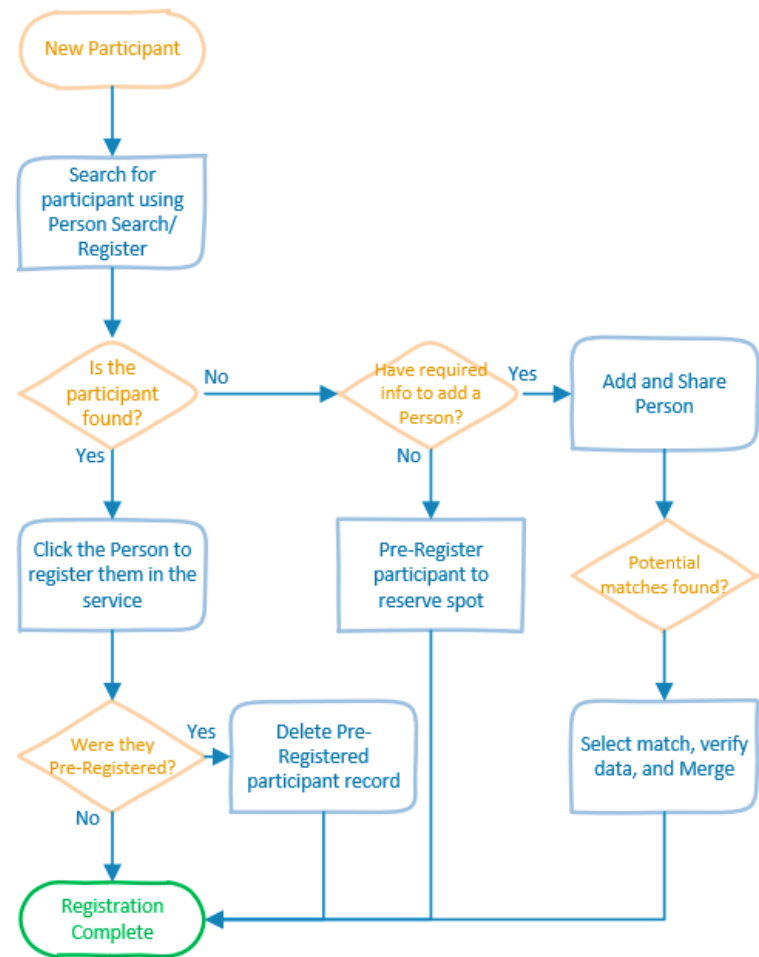 New Participant
Search for
participant using
Person Search/
Register
Is the
participant
found?
No
Yes
Have required
info to add a
Person?
Yes
No
Add and Share
Person
Click the Person to
register them in the
service
Pre-Register
participant to
reserve spot
Potential
matches found?
Were they
Pre-Registered?
Yes
No
Delete Pre-
Registered
participant record
Select match, verify
data, and Merge
Registration
Complete